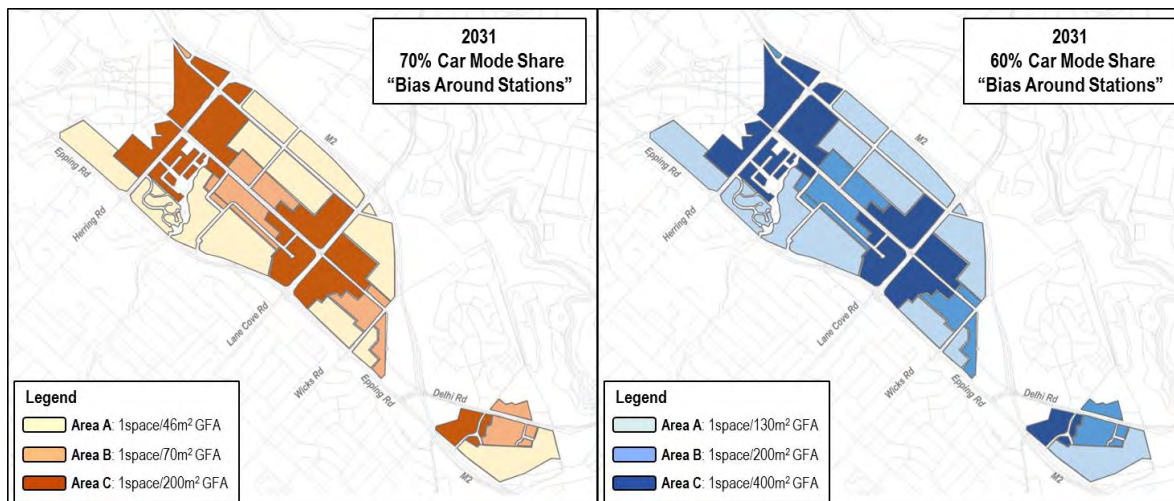 2031
70% Car Mode Share
“Bias Around Stations”
M2
Epping Rd
Herring Rd
Lane Cove Rd
Wicks Rd
Epping Rd
Delhi Rd
M2
Legend
Area A: 1space/46m² GFA
Area B: 1space/70m² GFA
Area C: 1space/200m² GFA
2031
60% Car Mode Share
“Bias Around Stations”
M2
Epping Rd
Herring Rd
Lane Cove Rd
Wicks Rd
Epping Rd
Delhi Rd
M2
Legend
Area A: 1space/130m² GFA
Area B: 1space/200m² GFA
Area C: 1space/400m² GFA